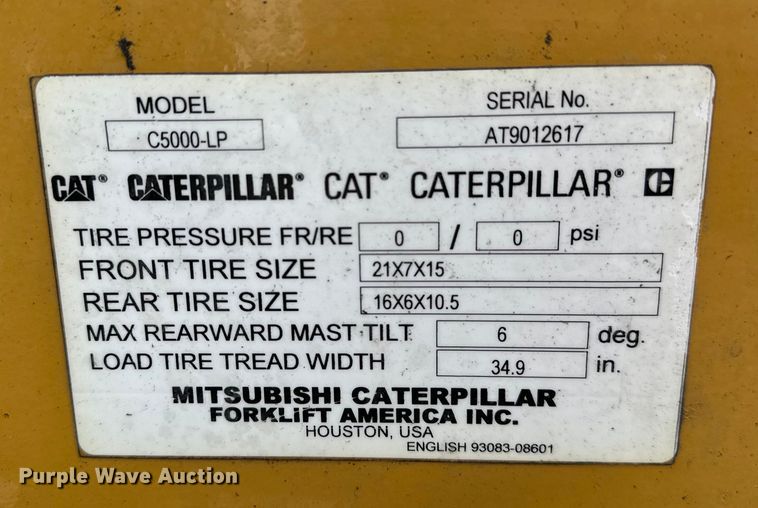 MODEL SERIAL No.
C5000-LP AT9012617
CAT® CATERPILLAR® CAT® CATERPILLAR® C
TIRE PRESSURE FR/RE 0 / 0 psi
FRONT TIRE SIZE 21X7X15
REAR TIRE SIZE 16X6X10.5
MAX REARWARD MAST TILT 6 deg.
LOAD TIRE TREAD WIDTH 34.9 in.
MITSUBISHI CATERPILLAR
FORKLIFT AMERICA INC.
HOUSTON, USA
ENGLISH 93083-08601
Purple Wave Auction